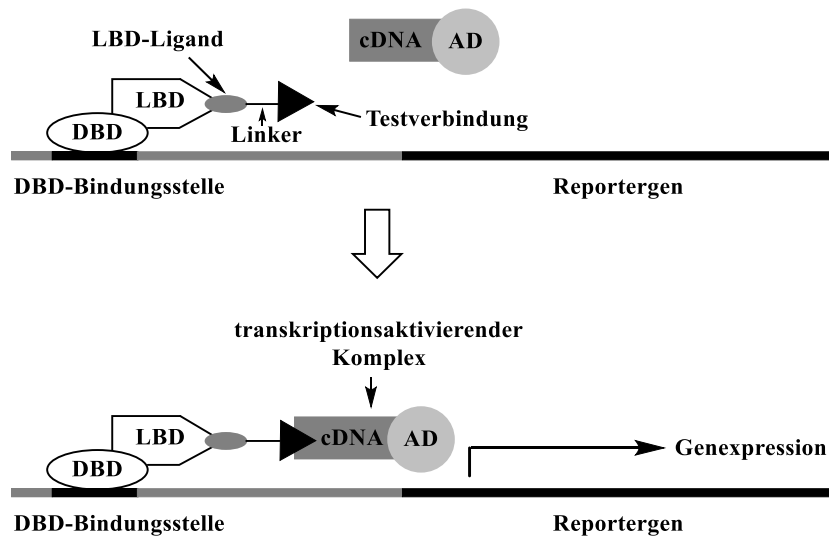 LBD-Ligand
cDNA
AD
LBD
DBD
Linker
Testverbindung
DBD-Bindungsstelle
Reportergen
transkriptionsaktivierender
Komplex
LBD
cDNA
AD
DBD
Genexpression
DBD-Bindungsstelle
Reportergen